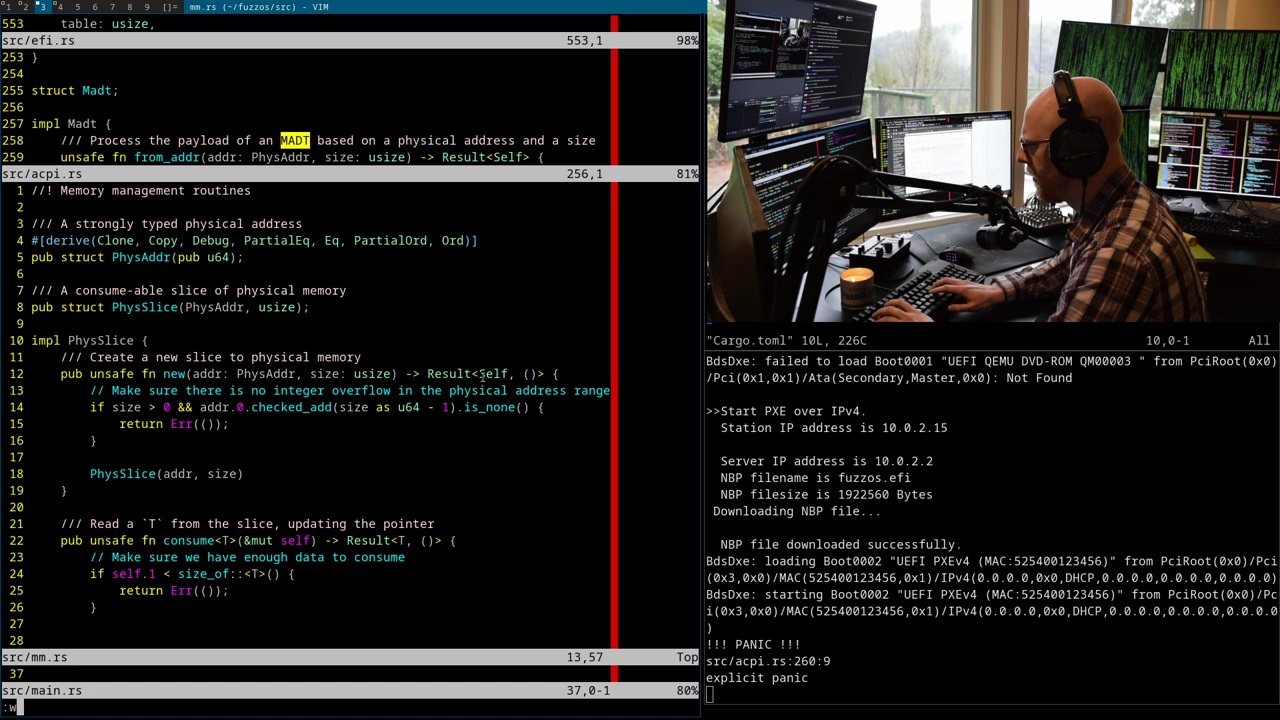 1 2 3 4 5 6 7 8 9 []= mm.rs (~/fuzzos/src) - VIM
553     table: usize,
src/efi.rs 553,1 98%
253 }
254
255 struct Madt;
256
257 impl Madt {
258     /// Process the payload of an MADT based on a physical address and a size
259     unsafe fn from_addr(addr: PhysAddr, size: usize) -> Result<Self> {
src/acpi.rs 256,1 81%
1 //! Memory management routines
2
3 /// A strongly typed physical address
4 #[derive(Clone, Copy, Debug, PartialEq, Eq, PartialOrd, Ord)]
5 pub struct PhysAddr(pub u64);
6
7 /// A consume-able slice of physical memory
8 pub struct PhysSlice(PhysAddr, usize);
9
10 impl PhysSlice {
11     /// Create a new slice to physical memory
12     pub unsafe fn new(addr: PhysAddr, size: usize) -> Result<Self, ()> {
13         // Make sure there is no integer overflow in the physical address range
14         if size > 0 && addr.0.checked_add(size as u64 - 1).is_none() {
15             return Err(());
16         }
17
18         PhysSlice(addr, size)
19     }
20
21     /// Read a `T` from the slice, updating the pointer
22     pub unsafe fn consume<T>(&mut self) -> Result<T, ()> {
23         // Make sure we have enough data to consume
24         if self.1 < size_of::<T>() {
25             return Err(());
26         }
27
28
src/mm.rs 13,57 Top
37
src/main.rs 37,0-1 80%
:w
"Cargo.toml" 10L, 226C 10,0-1 All
BdsDxe: failed to load Boot0001 "UEFI QEMU DVD-ROM QM00003 " from PciRoot(0x0)
/Pci(0x1,0x1)/Ata(Secondary,Master,0x0): Not Found
>>Start PXE over IPv4.
Station IP address is 10.0.2.15
Server IP address is 10.0.2.2
NBP filename is fuzzos.efi
NBP filesize is 1922560 Bytes
Downloading NBP file...
NBP file downloaded successfully.
BdsDxe: loading Boot0002 "UEFI PXEv4 (MAC:525400123456)" from PciRoot(0x0)/Pci
(0x3,0x0)/MAC(525400123456,0x1)/IPv4(0.0.0.0,0x0,DHCP,0.0.0.0,0.0.0.0,0.0.0.0)
BdsDxe: starting Boot0002 "UEFI PXEv4 (MAC:525400123456)" from PciRoot(0x0)/Pc
i(0x3,0x0)/MAC(525400123456,0x1)/IPv4(0.0.0.0,0x0,DHCP,0.0.0.0,0.0.0.0,0.0.0.0
)
!!! PANIC !!!
src/acpi.rs:260:9
explicit panic